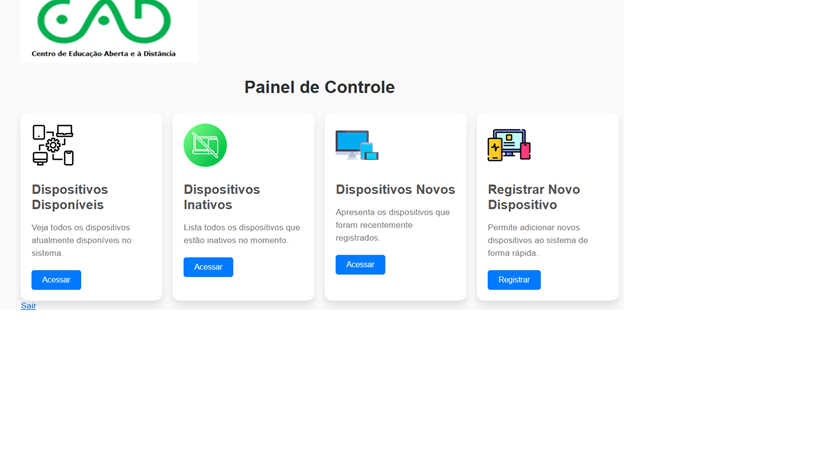 CAD
Centro de Educação Aberta e à Distância
Painel de Controle
Dispositivos
Disponíveis
Veja todos os dispositivos
atualmente disponíveis no
sistema.
Acessar
Dispositivos
Inativos
Lista todos os dispositivos que
estão inativos no momento.
Acessar
Dispositivos Novos
Apresenta os dispositivos que
foram recentemente
registrados.
Acessar
Registrar Novo
Dispositivo
Permite adicionar novos
dispositivos ao sistema de
forma rápida.
Registrar
Sair